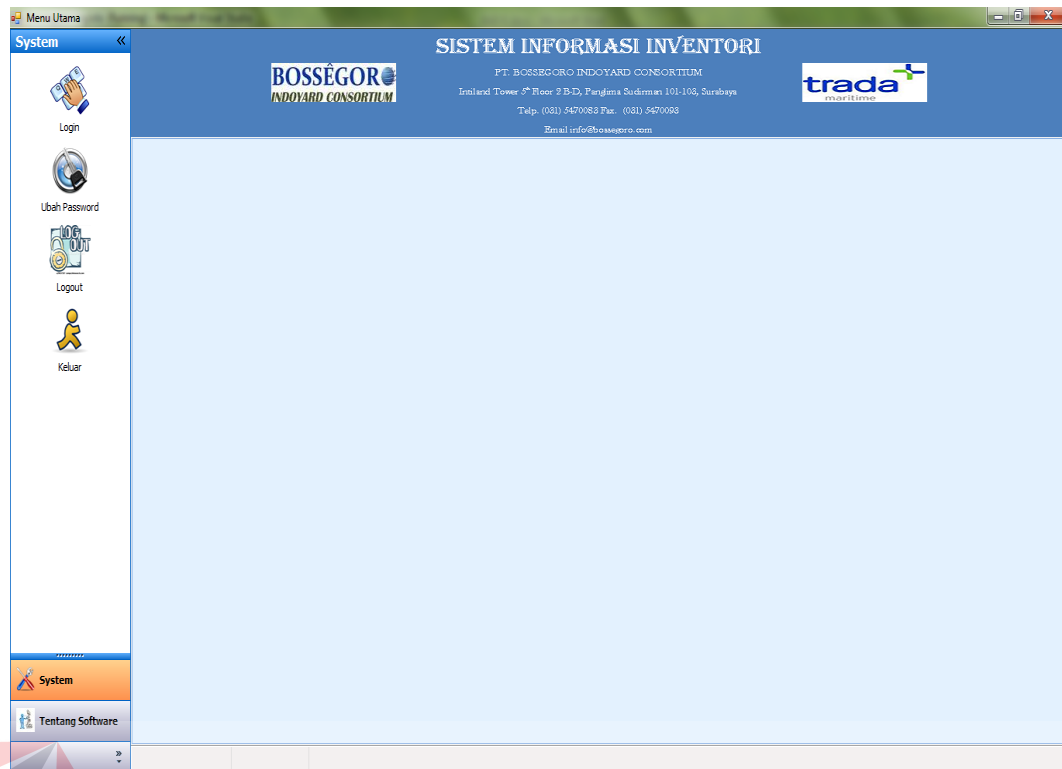 Menu Utama
System
Login
Ubah Password
LOG OUT
Logout
Keluar
System
Tentang Software
SISTEM INFORMASI INVENTORI
BOSSÊGORO
INDOYARD CONSORTIUM
PT. BOSSEGORO INDOYARD CONSORTIUM
Intiland Tower 5th Floor 2 B-D, Panglima Sudirman 101-103, Surabaya
Telp. (031) 5470083 Fax. (031) 5470093
Email info@bossegoro.com
trada
maritime